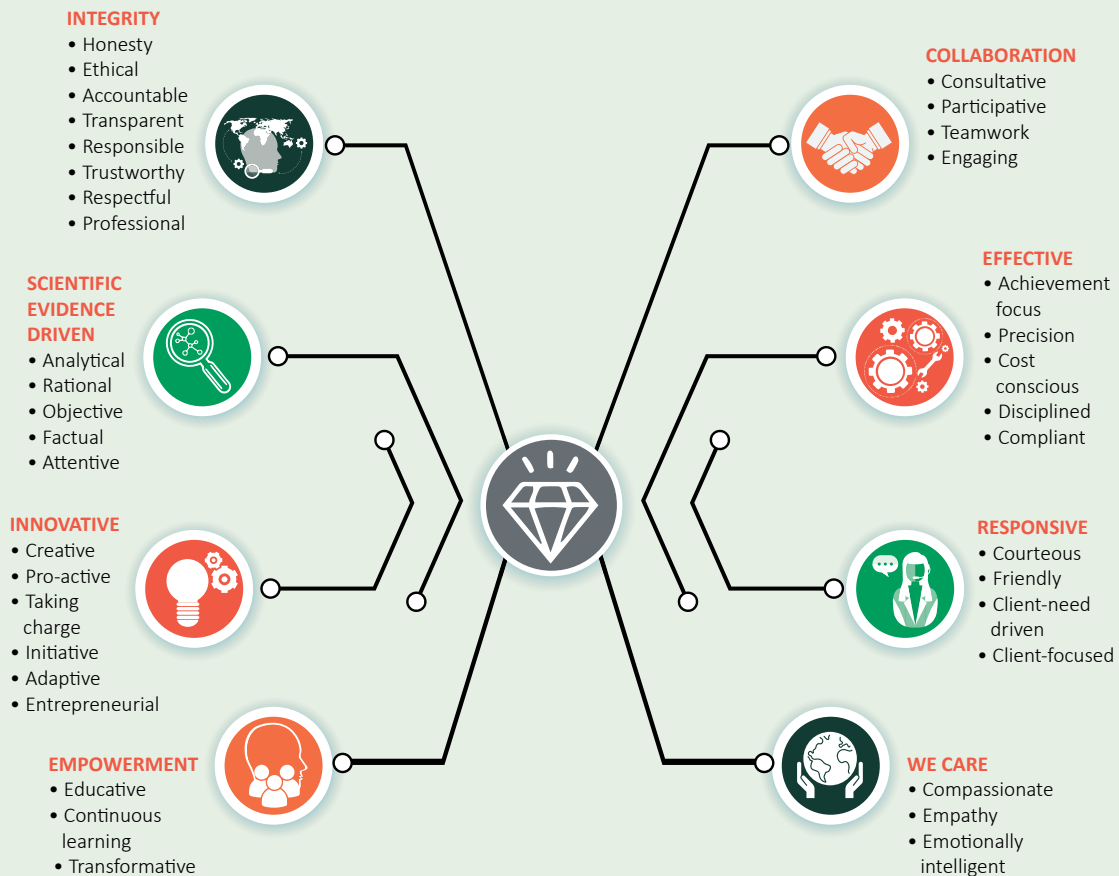 INTEGRITY
• Honesty
• Ethical
• Accountable
• Transparent
• Responsible
• Trustworthy
• Respectful
• Professional
SCIENTIFIC
EVIDENCE
DRIVEN
• Analytical
• Rational
• Objective
• Factual
• Attentive
INNOVATIVE
• Creative
• Pro-active
• Taking
charge
• Initiative
• Adaptive
• Entrepreneurial
EMPOWERMENT
• Educative
• Continuous
learning
• Transformative
COLLABORATION
• Consultative
• Participative
• Teamwork
• Engaging
EFFECTIVE
• Achievement
focus
• Precision
• Cost
conscious
• Disciplined
• Compliant
RESPONSIVE
• Courteous
• Friendly
• Client-need
driven
• Client-focused
WE CARE
• Compassionate
• Empathy
• Emotionally
intelligent